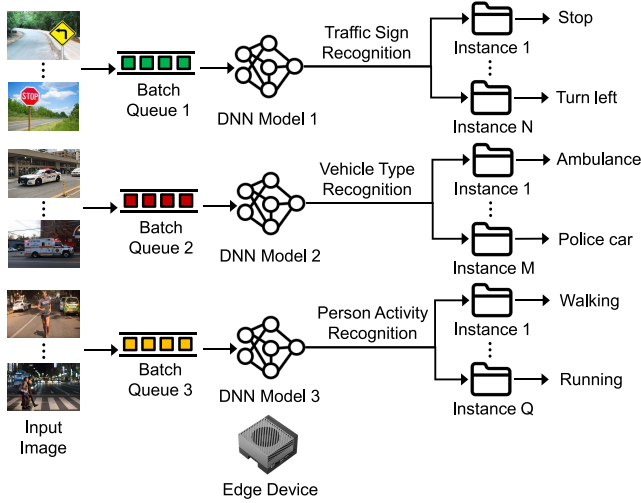 STOP
Batch
Queue 1
DNN Model 1
Traffic Sign
Recognition
Instance 1
Stop
Instance N
Turn left
Batch
Queue 2
DNN Model 2
Vehicle Type
Recognition
Instance 1
Ambulance
Instance M
Police car
Batch
Queue 3
DNN Model 3
Person Activity
Recognition
Instance 1
Walking
Instance Q
Running
Input
Image
Edge Device